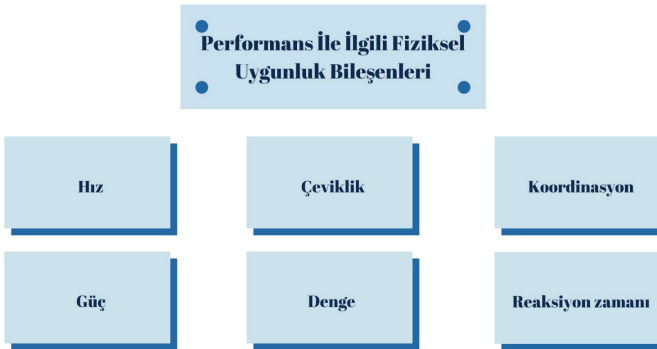 Performans İle İlgili Fiziksel
Uygunluk Bileşenleri
Hız
Çeviklik
Koordinasyon
Güç
Denge
Reaksiyon zamanı